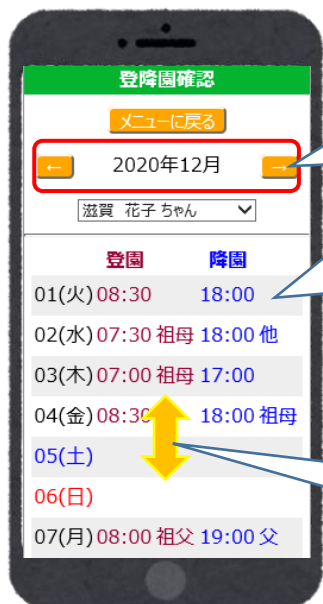 登降園確認
メニューに戻る
← 2020年12月 →
滋賀 花子 ちゃん
登園 降園
01(火) 08:30 18:00
02(水) 07:30 祖母 18:00 他
03(木) 07:00 祖母 17:00
04(金) 08:30 18:00 祖母
05(土)
06(日)
07(月) 08:00 祖父 19:00 父